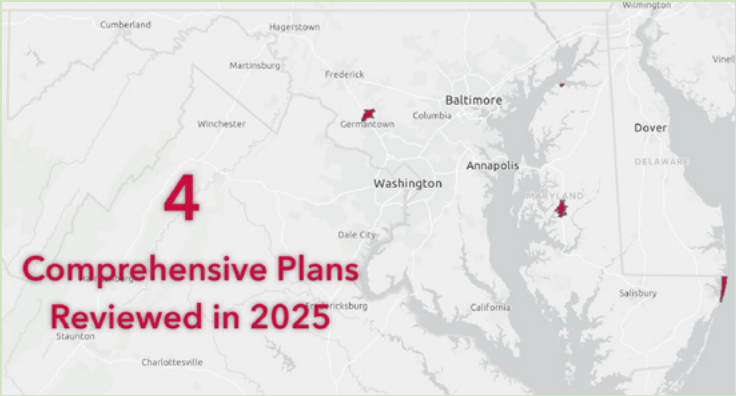 Wilmington
Cumberland
Hagerstown
Martinsburg
Frederick
Vinel
Baltimore
Winchester
Germantown
Columbia
Dover
DELAWARE
Annapolis
Washington
MARYLAND
4
Dale City
Comprehensive Plans
Salisbury
Reviewed in 2025
Fredericksburg
California
Staunton
Charlottesville